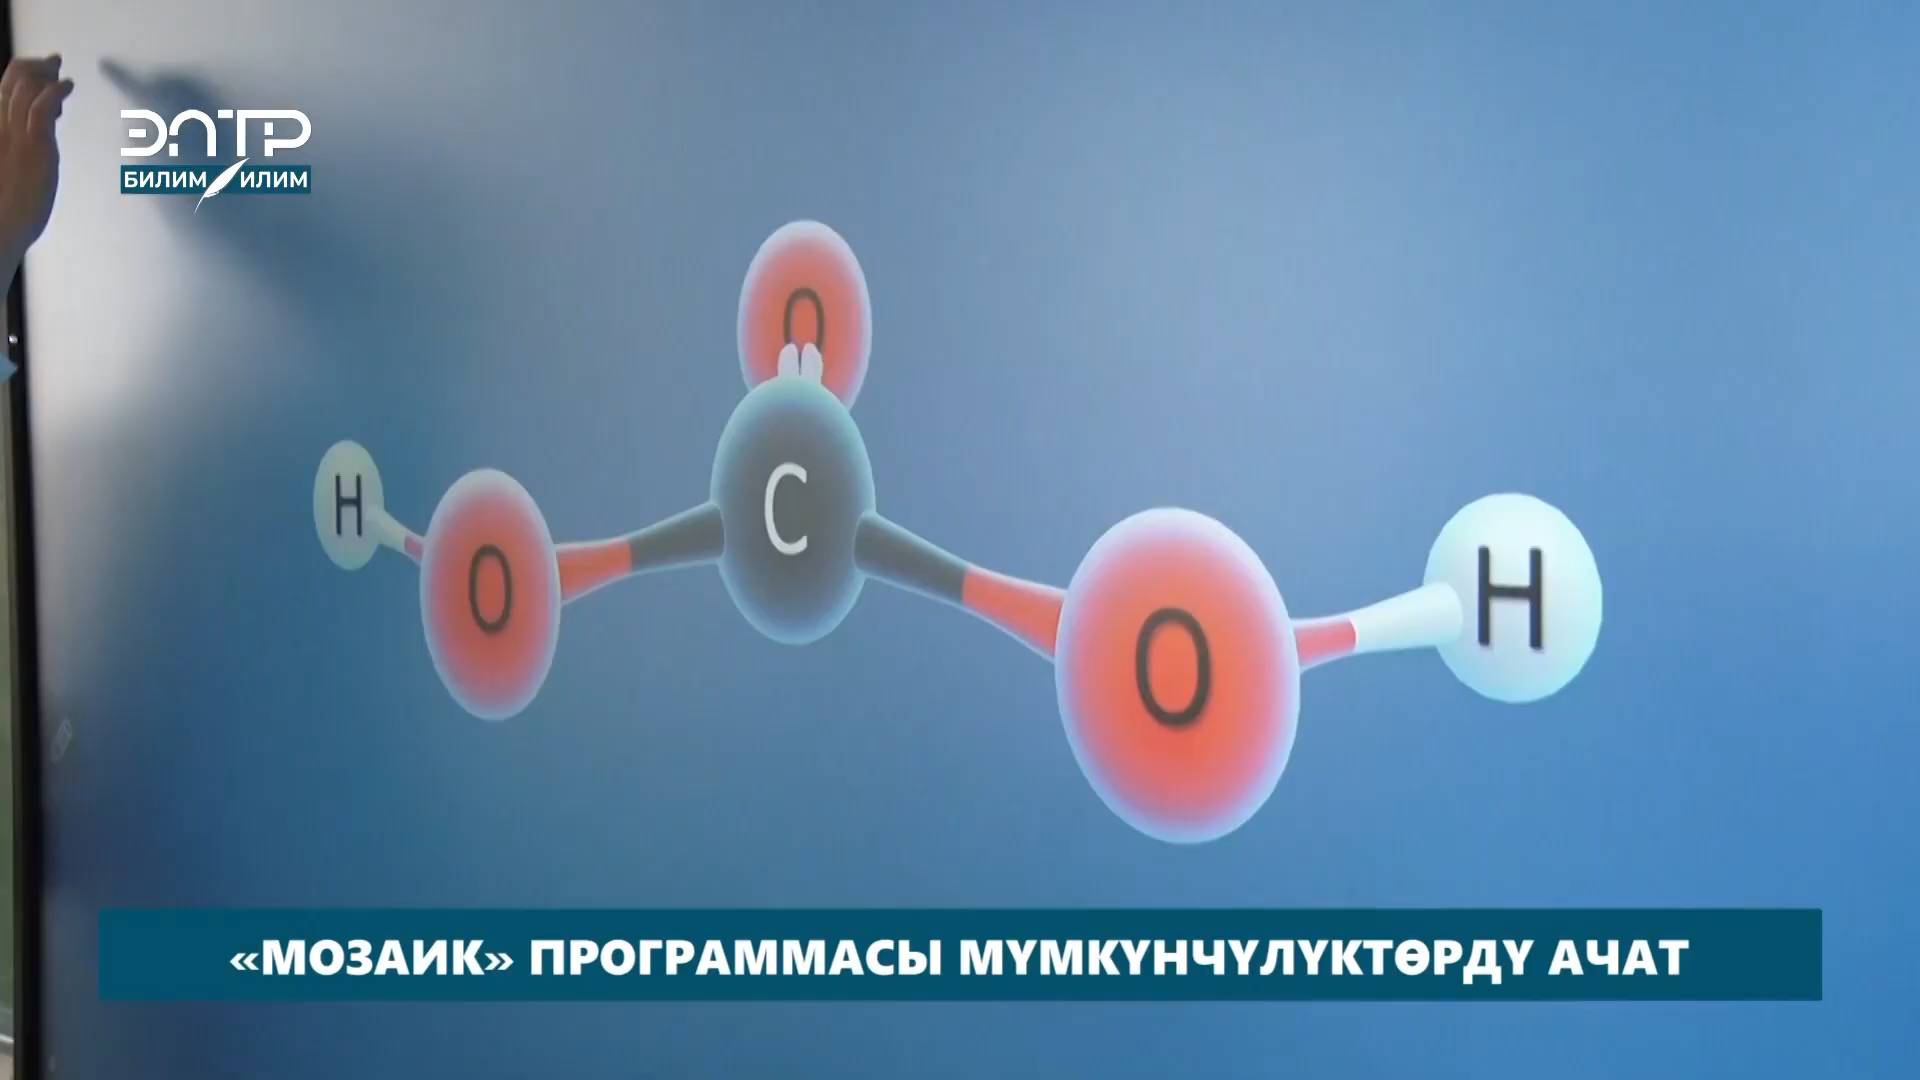 ЭЛТР
БИЛИМ ИЛИМ
O
C
H
O
O
H
«МОЗАИК» ПРОГРАММАСЫ МҮМКҮНЧҮЛҮКТӨРДҮ АЧАТ